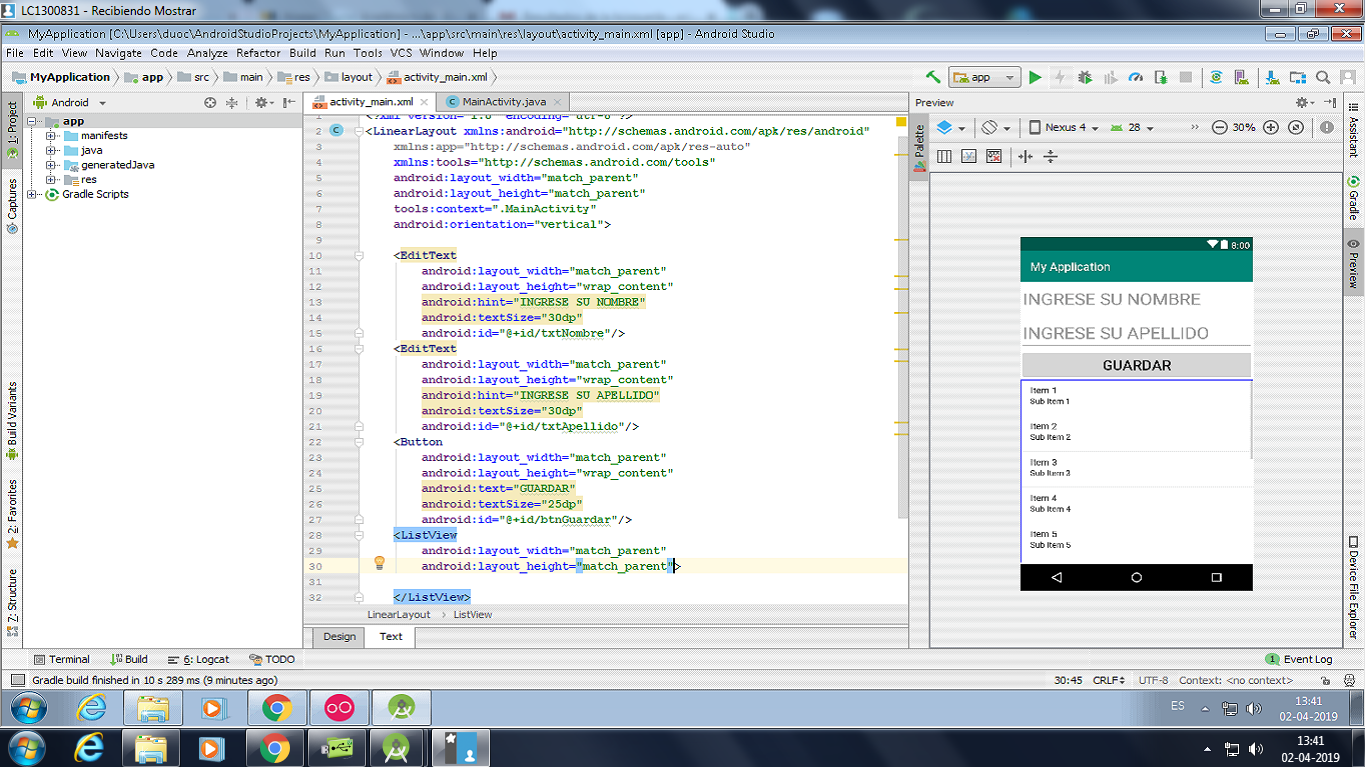 LC1300831 - Recibiendo Mostrar
MyApplication [C:\Users\duoc\AndroidStudioProjects\MyApplication] - ...\app\src\main\res\layout\activity_main.xml [app] - Android Studio
File Edit View Navigate Code Analyze Refactor Build Run Tools VCS Window Help
MyApplication app src main res layout activity_main.xml
app
Android
activity_main.xml
MainActivity.java
Preview
1: Project
Captures
Build Variants
2: Favorites
7: Structure
app
manifests
java
generatedJava
res
Gradle Scripts
1 <?xml version="1.0" encoding="utf-8"?>
2 <LinearLayout xmlns:android="http://schemas.android.com/apk/res/android"
3 xmlns:app="http://schemas.android.com/apk/res-auto"
4 xmlns:tools="http://schemas.android.com/tools"
5 android:layout_width="match_parent"
6 android:layout_height="match_parent"
7 tools:context=".MainActivity"
8 android:orientation="vertical">
9
10 <EditText
11 android:layout_width="match_parent"
12 android:layout_height="wrap_content"
13 android:hint="INGRESE SU NOMBRE"
14 android:textSize="30dp"
15 android:id="@+id/txtNombre"/>
16 <EditText
17 android:layout_width="match_parent"
18 android:layout_height="wrap_content"
19 android:hint="INGRESE SU APELLIDO"
20 android:textSize="30dp"
21 android:id="@+id/txtApellido"/>
22 <Button
23 android:layout_width="match_parent"
24 android:layout_height="wrap_content"
25 android:text="GUARDAR"
26 android:textSize="25dp"
27 android:id="@+id/btnGuardar"/>
28 <ListView
29 android:layout_width="match_parent"
30 android:layout_height="match_parent">
31
32 </ListView>
LinearLayout › ListView
Design Text
Palette
Nexus 4
28
30%
8:00
My Application
INGRESE SU NOMBRE
INGRESE SU APELLIDO
GUARDAR
Item 1
Sub Item 1
Item 2
Sub Item 2
Item 3
Sub Item 3
Item 4
Sub Item 4
Item 5
Sub Item 5
Assistant
Gradle
Preview
Device File Explorer
Terminal Build 6: Logcat TODO
1 Event Log
Gradle build finished in 10 s 289 ms (9 minutes ago)
30:45 CRLF UTF-8 Context: <no context>
ES
13:41
02-04-2019
13:41
02-04-2019